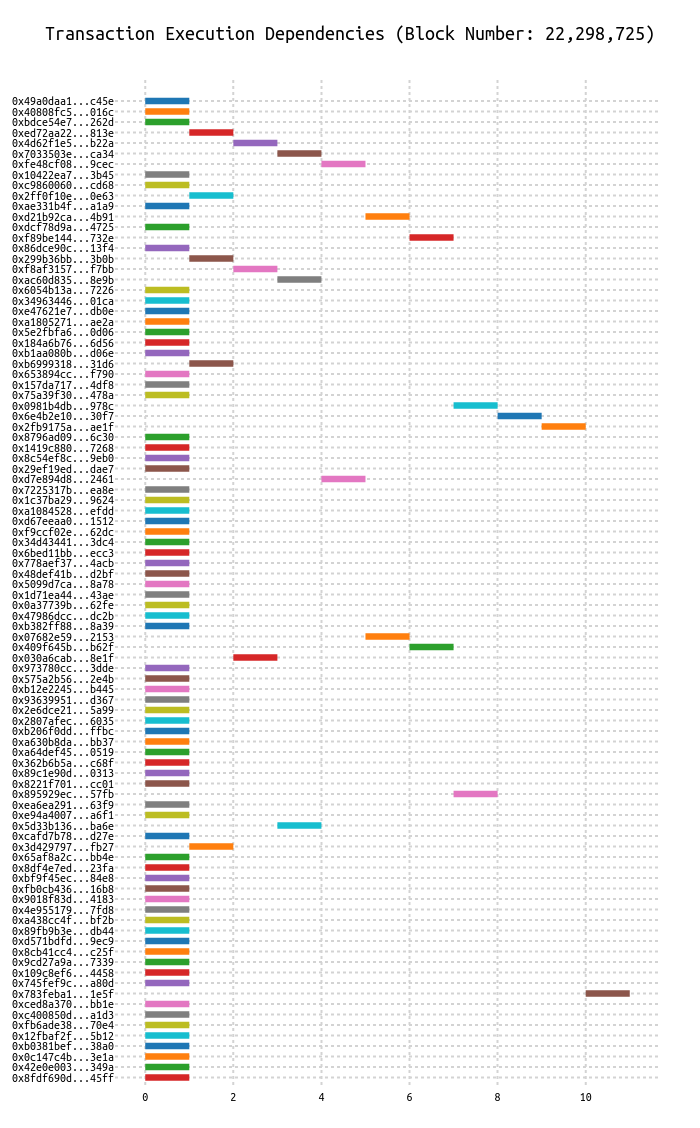 Transaction Execution Dependencies (Block Number: 22,298,725)
0x49a0daa1...c45e
0x40808fc5...016c
0xbdce54e7...262d
0xed72aa22...813e
0x4d62f1e5...b22a
0x7033503e...ca34
0xfe48cf08...9cec
0x10422ea7...3b45
0xc9860060...cd68
0x2ff0f10e...0e63
0xae331b4f...a1a9
0xd21b92ca...4b91
0xdcf78d9a...4725
0xf89be144...732e
0x86dce90c...13f4
0x299b36bb...3b0b
0xf8af3157...f7bb
0xac60d835...8e9b
0x6054b13a...7226
0x34963446...01ca
0xe47621e7...db0e
0xa1805271...ae2a
0x5e2fbfa6...0d06
0x184a6b76...6d56
0xb1aa080b...d06e
0xb6999318...31d6
0x653894cc...f790
0x157da717...4df8
0x75a39f30...478a
0x0981b4db...978c
0x6e4b2e10...30f7
0x2fb9175a...ae1f
0x8796ad09...6c30
0x1419c880...7268
0x8c54ef8c...9eb0
0x29ef19ed...dae7
0xd7e894d8...2461
0x7225317b...ea8e
0x1c37ba29...9624
0xa1084528...efdd
0xd67eeaa0...1512
0xf9ccf02e...62dc
0x34d43441...3dc4
0x6bed11bb...ecc3
0x778aef37...4acb
0x48def41b...d2bf
0x5099d7ca...8a78
0x1d71ea44...43ae
0x0a37739b...62fe
0x47986dcc...dc2b
0xb382ff88...8a39
0x07682e59...2153
0x409f645b...b62f
0x030a6cab...8e1f
0x973780cc...3dde
0x575a2b56...2e4b
0xb12e2245...b445
0x93639951...d367
0x2e6dce21...5a99
0x2807afec...6035
0xb206f0dd...ffbc
0xa630b8da...bb37
0xa64def45...0519
0x362b6b5a...c68f
0x89c1e90d...0313
0x8221f701...cc01
0x895929ec...57fb
0xea6ea291...63f9
0xe94a4007...a6f1
0x5d33b136...ba6e
0xcafd7b78...d27e
0x3d429797...fb27
0x65af8a2c...bb4e
0x8df4e7ed...23fa
0xbf9f45ec...84e8
0xfb0cb436...16b8
0x9018f83d...4183
0x4e955179...7fd8
0xa438cc4f...bf2b
0x89fb9b3e...db44
0xd571bdfd...9ec9
0x8cb41cc4...c25f
0x9cd27a9a...7339
0x109c8ef6...4458
0x745fef9c...a80d
0x783feba1...1e5f
0xced8a370...bb1e
0xc400850d...a1d3
0xfb6ade38...70e4
0x12fbaf2f...5b12
0xb0381bef...38a0
0x0c147c4b...3e1a
0x42e0e003...349a
0x8fdf690d...45ff
0 2 4 6 8 10